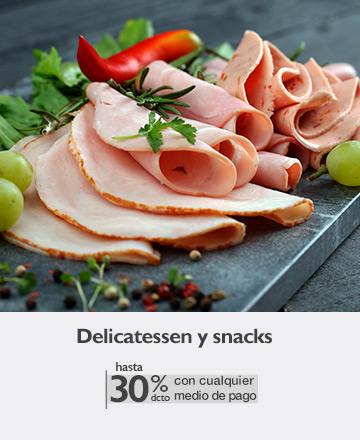 Delicatessen y snacks
hasta
30% dcto
con cualquier
medio de pago